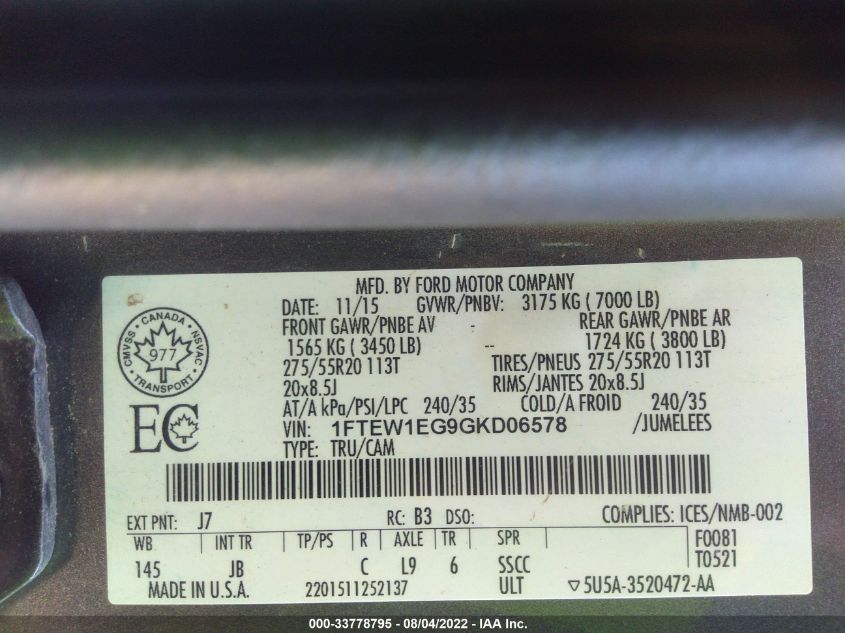 MFD. BY FORD MOTOR COMPANY
DATE: 11/15 GVWR/PNBV: 3175 KG ( 7000 LB)
FRONT GAWR/PNBE AV REAR GAWR/PNBE AR
1565 KG ( 3450 LB) -- 1724 KG ( 3800 LB)
275/55R20 113T TIRES/PNEUS 275/55R20 113T
20x8.5J RIMS/JANTES 20x8.5J
AT/A kPa/PSI/LPC 240/35 COLD/A FROID 240/35
VIN: 1FTEW1EG9GKD06578 /JUMELEES
TYPE: TRU/CAM
CANADA
CMVSS 977 NSVAC
TRANSPORT
EC
EXT PNT: J7 RC: B3 DSO: COMPLIES: ICES/NMB-002
WB INT TR TP/PS R AXLE TR SPR F0081
145 JB C L9 6 SSCC T0521
MADE IN U.S.A. 2201511252137 ULT ▽5U5A-3520472-AA
000-33778795 - 08/04/2022 - IAA Inc.